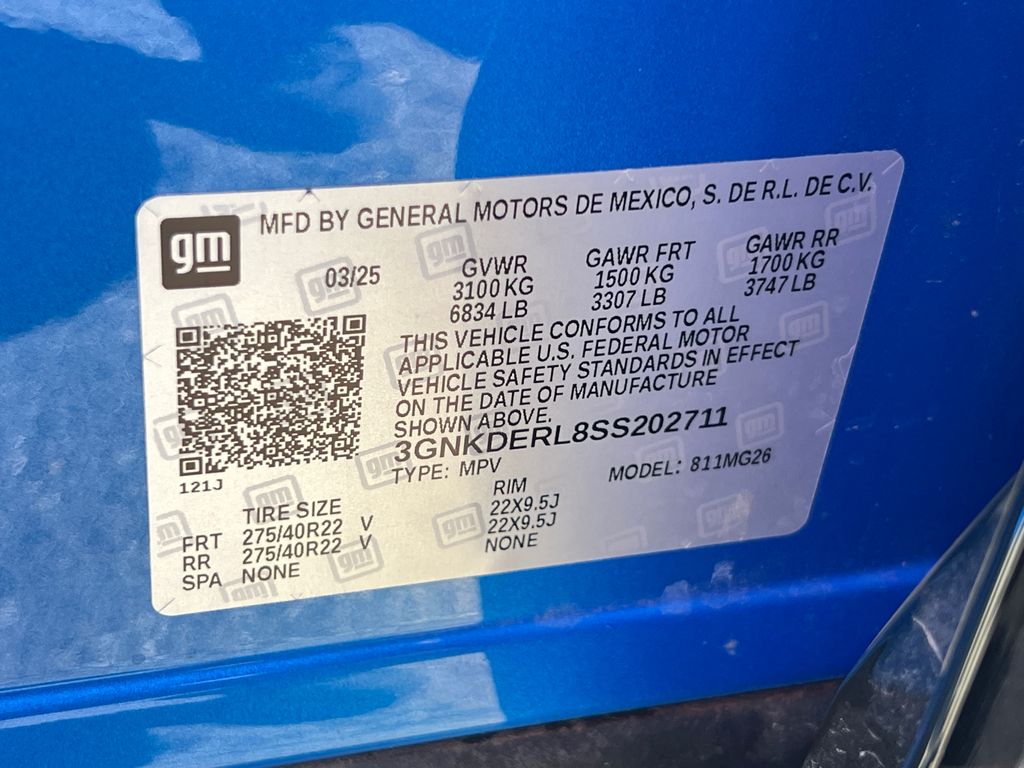 gm
MFD BY GENERAL MOTORS DE MEXICO, S. DE R.L. DE C.V.
03/25
GVWR
3100 KG
6834 LB
GAWR FRT
1500 KG
3307 LB
GAWR RR
1700 KG
3747 LB
THIS VEHICLE CONFORMS TO ALL
APPLICABLE U.S. FEDERAL MOTOR
VEHICLE SAFETY STANDARDS IN EFFECT
ON THE DATE OF MANUFACTURE
SHOWN ABOVE.
3GNKDERL8SS202711
TYPE: MPV MODEL: 811MG26
121J
TIRE SIZE RIM
FRT 275/40R22 V 22X9.5J
RR 275/40R22 V 22X9.5J
SPA NONE NONE